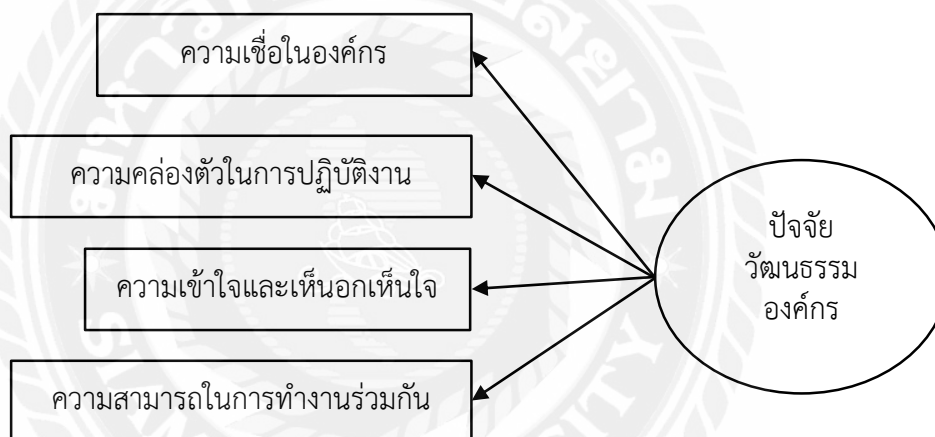 ความเชื่อในองค์กร
ความคล่องตัวในการปฏิบัติงาน
ความเข้าใจและเห็นอกเห็นใจ
ความสามารถในการทำงานร่วมกัน
ปัจจัย
วัฒนธรรม
องค์กร